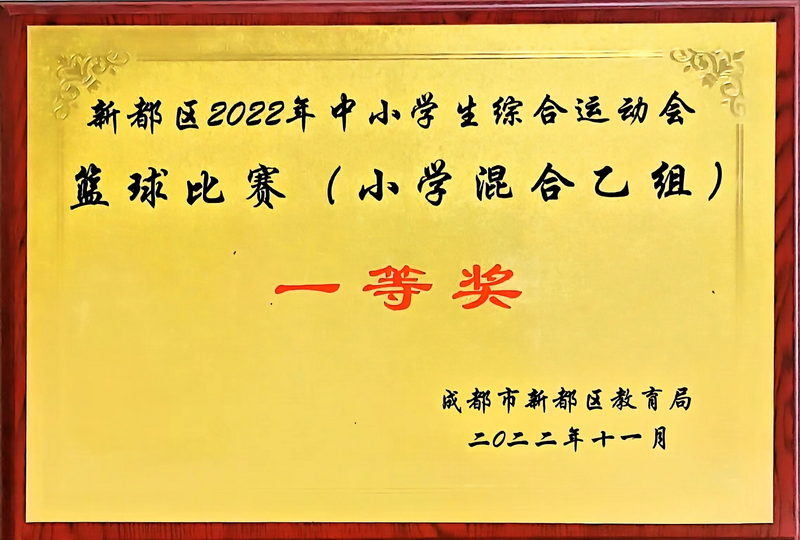 新都区2022年中小学生综合运动会
篮球比赛（小学混合乙组）
一等奖
成都市新都区教育局
二0二二年十一月